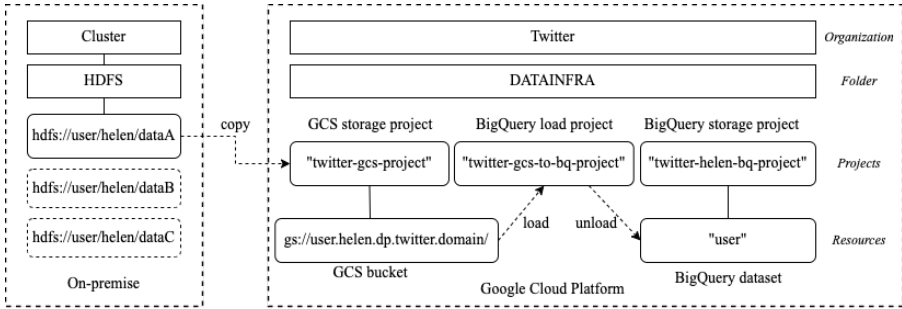 Cluster
HDFS
hdfs://user/helen/dataA
hdfs://user/helen/dataB
hdfs://user/helen/dataC
On-premise
copy
Twitter
Organization
DATAINFRA
Folder
GCS storage project
BigQuery load project
BigQuery storage project
"twitter-gcs-project"
"twitter-gcs-to-bq-project"
"twitter-helen-bq-project"
Projects
load
unload
gs://user.helen.dp.twitter.domain/
"user"
Resources
GCS bucket
BigQuery dataset
Google Cloud Platform